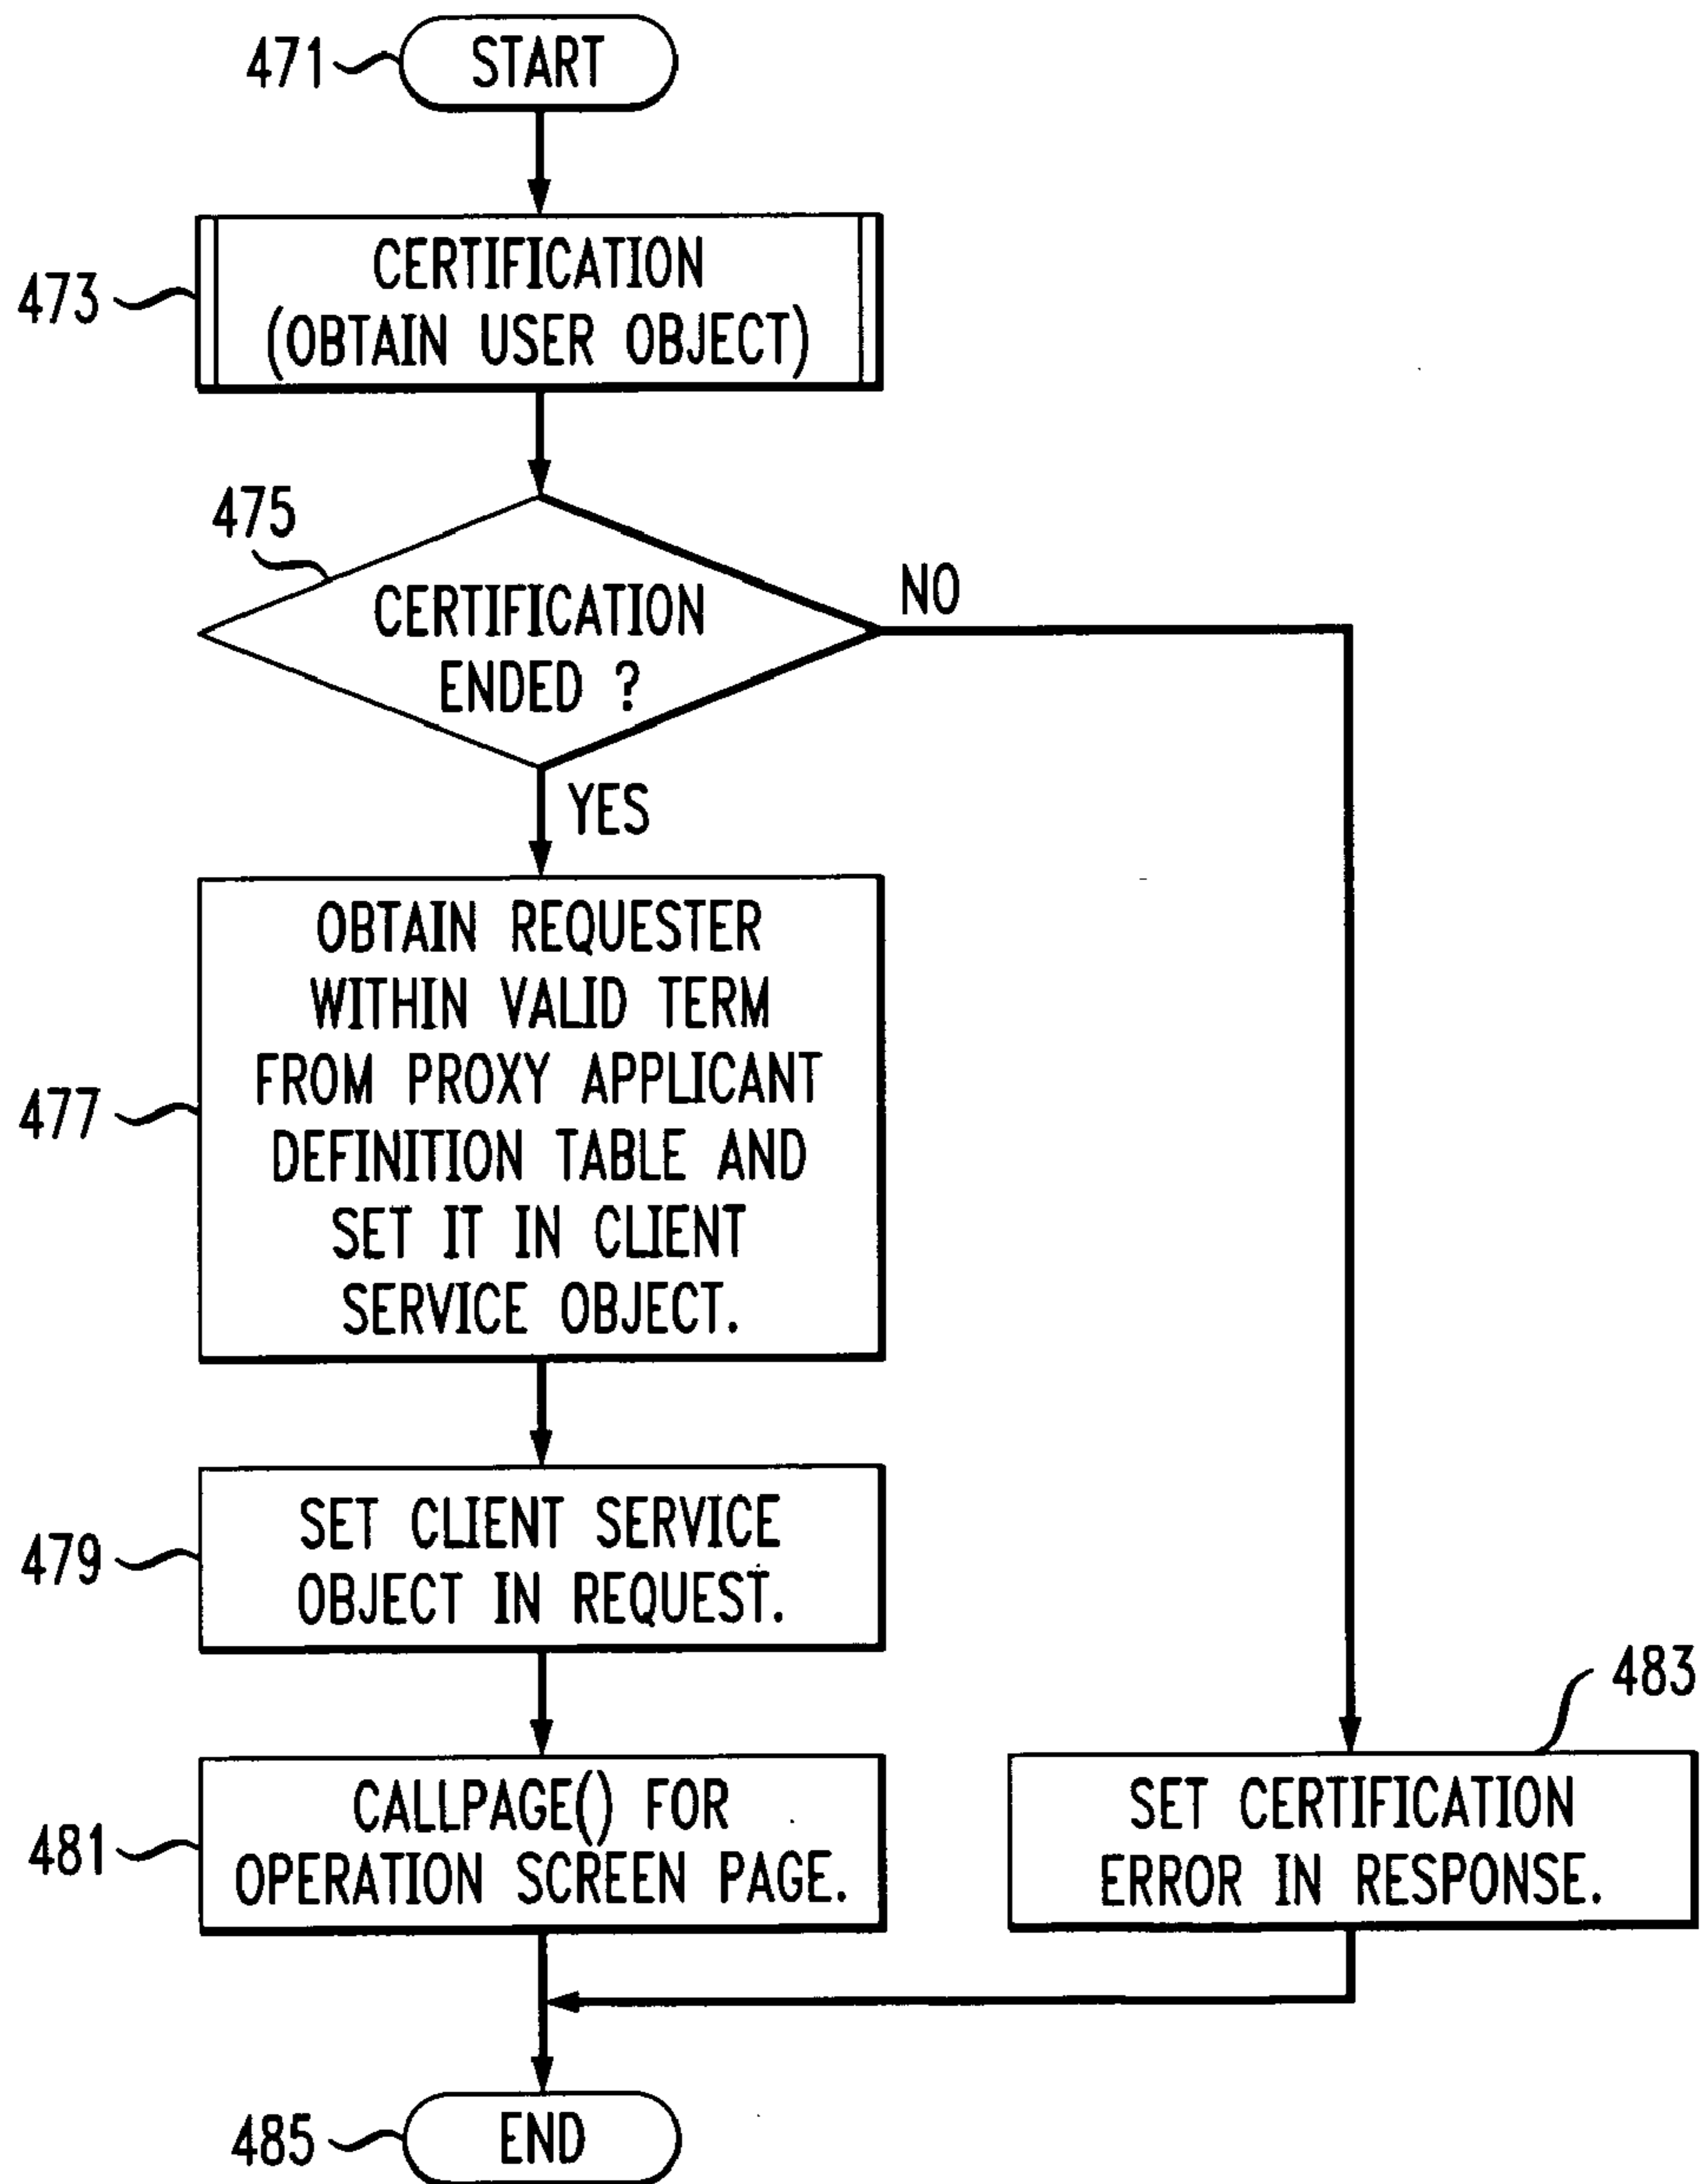 471
START
473
CERTIFICATION
(OBTAIN USER OBJECT)
475
CERTIFICATION
ENDED ?
NO
YES
477
OBTAIN REQUESTER
WITHIN VALID TERM
FROM PROXY APPLICANT
DEFINITION TABLE AND
SET IT IN CLIENT
SERVICE OBJECT.
479
SET CLIENT SERVICE
OBJECT IN REQUEST.
481
CALLPAGE() FOR
OPERATION SCREEN PAGE.
483
SET CERTIFICATION
ERROR IN RESPONSE.
485
END